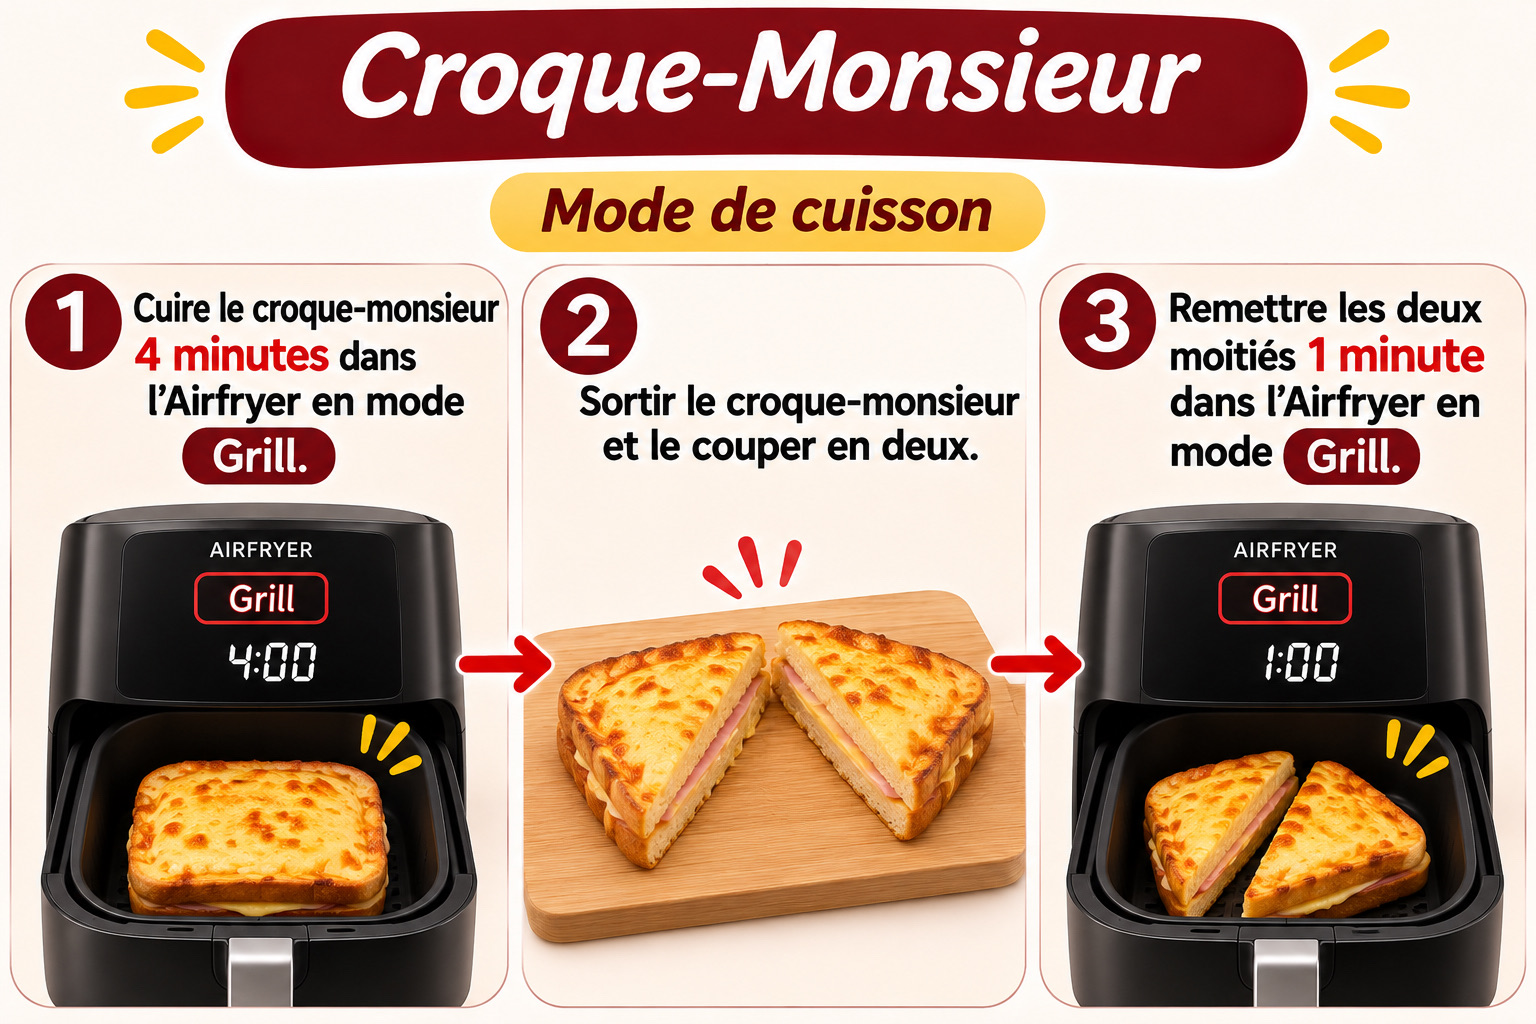 Croque-Monsieur
Mode de cuisson
1
Cuire le croque-monsieur
4 minutes dans
l'Airfryer en mode
Grill.
AIRFRYER
Grill
4:00
2
Sortir le croque-monsieur
et le couper en deux.
3
Remettre les deux
moitiés 1 minute
dans l'Airfryer en
mode Grill.
AIRFRYER
Grill
1:00